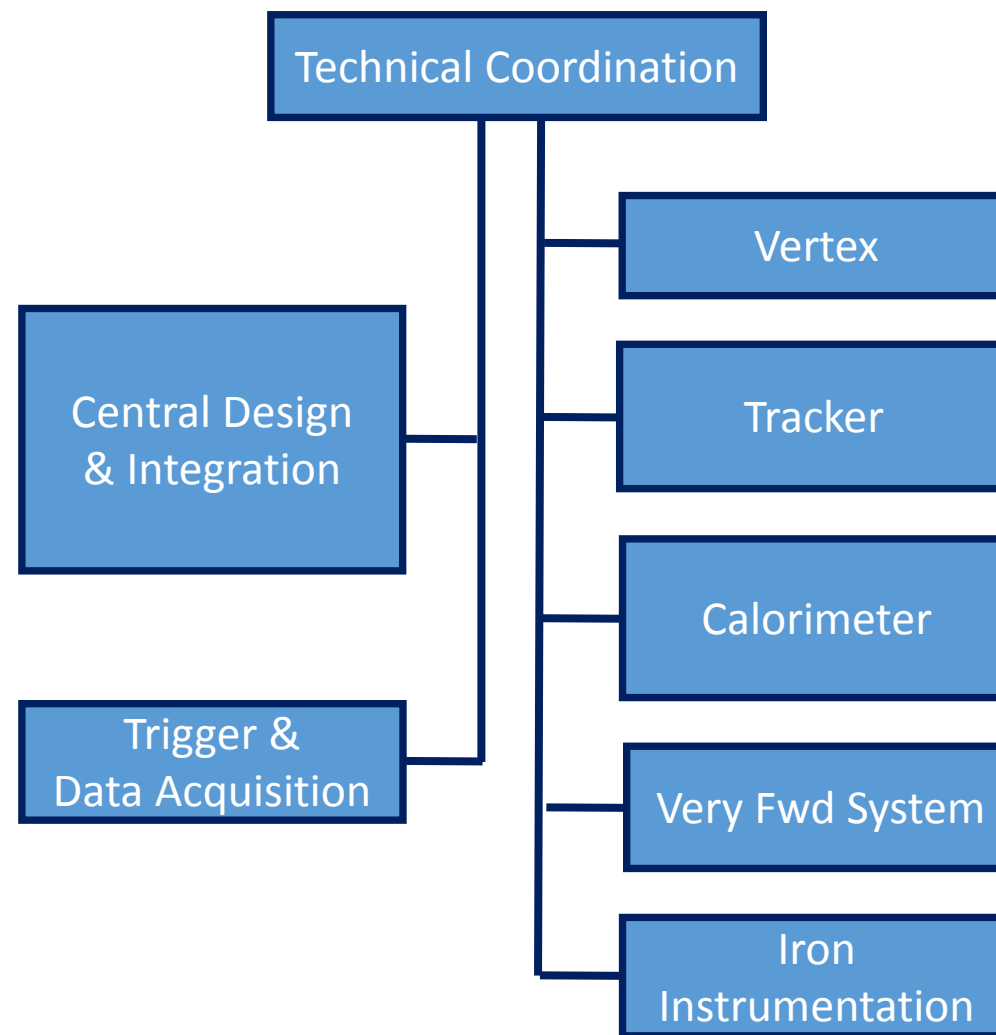 Technical Coordination
Central Design
& Integration
Trigger &
Data Acquisition
Vertex
Tracker
Calorimeter
Very Fwd System
Iron
Instrumentation